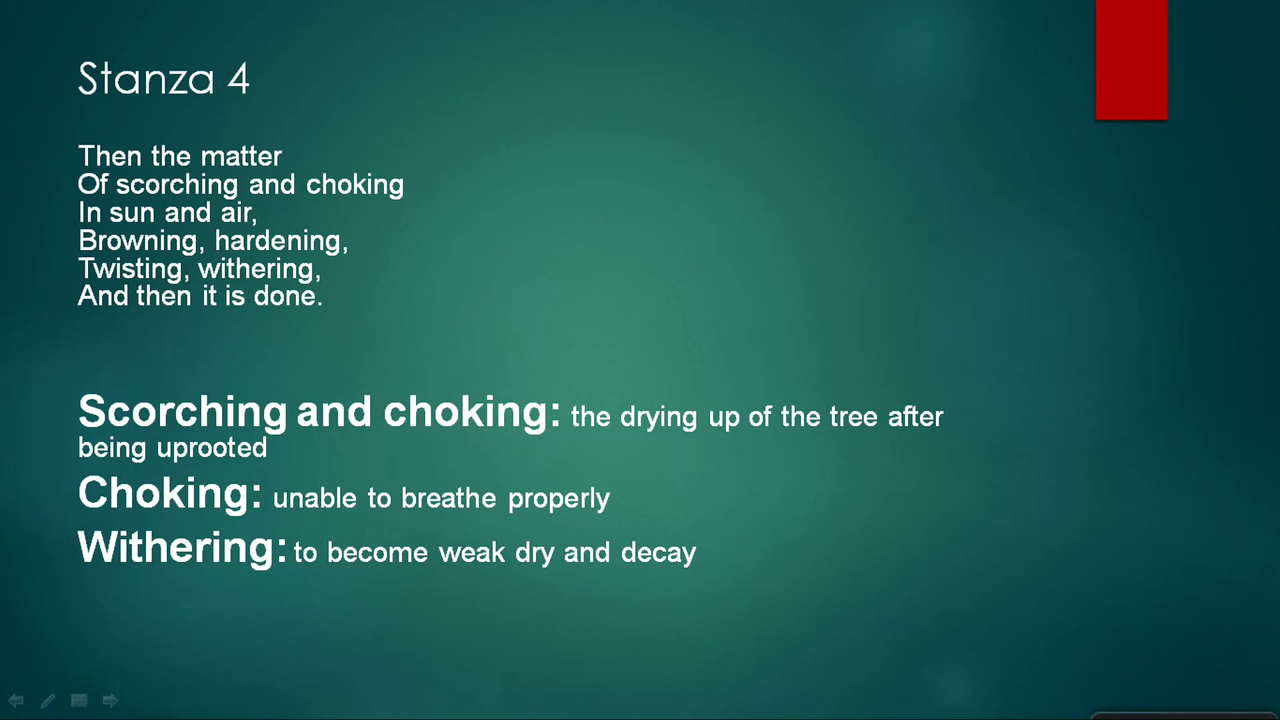 Stanza 4
Then the matter
Of scorching and choking
In sun and air,
Browning, hardening,
Twisting, withering,
And then it is done.
Scorching and choking: the drying up of the tree after
being uprooted
Choking: unable to breathe properly
Withering: to become weak dry and decay